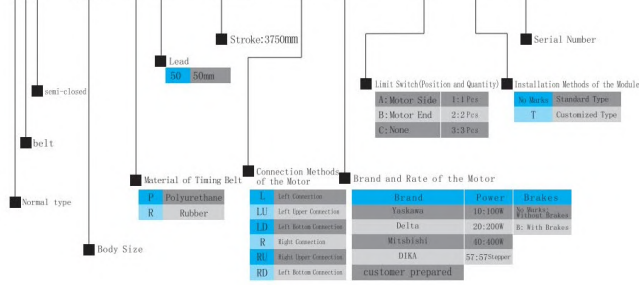 Stroke:3750mm
Serial Number
Lead
50 50mm
semi-closed
Limit Switch(Position and Quantity)
A:Motor Side 1:1Pcs
B:Motor End 2:2Pcs
C:None 3:3Pcs
Installation Methods of the Module
No Marks Standard Type
T Customized Type
belt
Material of Timing Belt
P Polyurethane
R Rubber
Connection Methods
of the Motor
L Left Connection
LU Left Upper Connection
LD Left Bottom Connection
R Right Connection
RU Right Upper Connection
RD Left Bottom Connection
Brand and Rate of the Motor
Brand Power Brakes
Yaskawa 10:100W No Marks:
Without Brakes
Delta 20:200W B: With Brakes
Mitsbishi 40:400W
DIKA 57:57Stepper
customer prepared
Normal type
Body Size